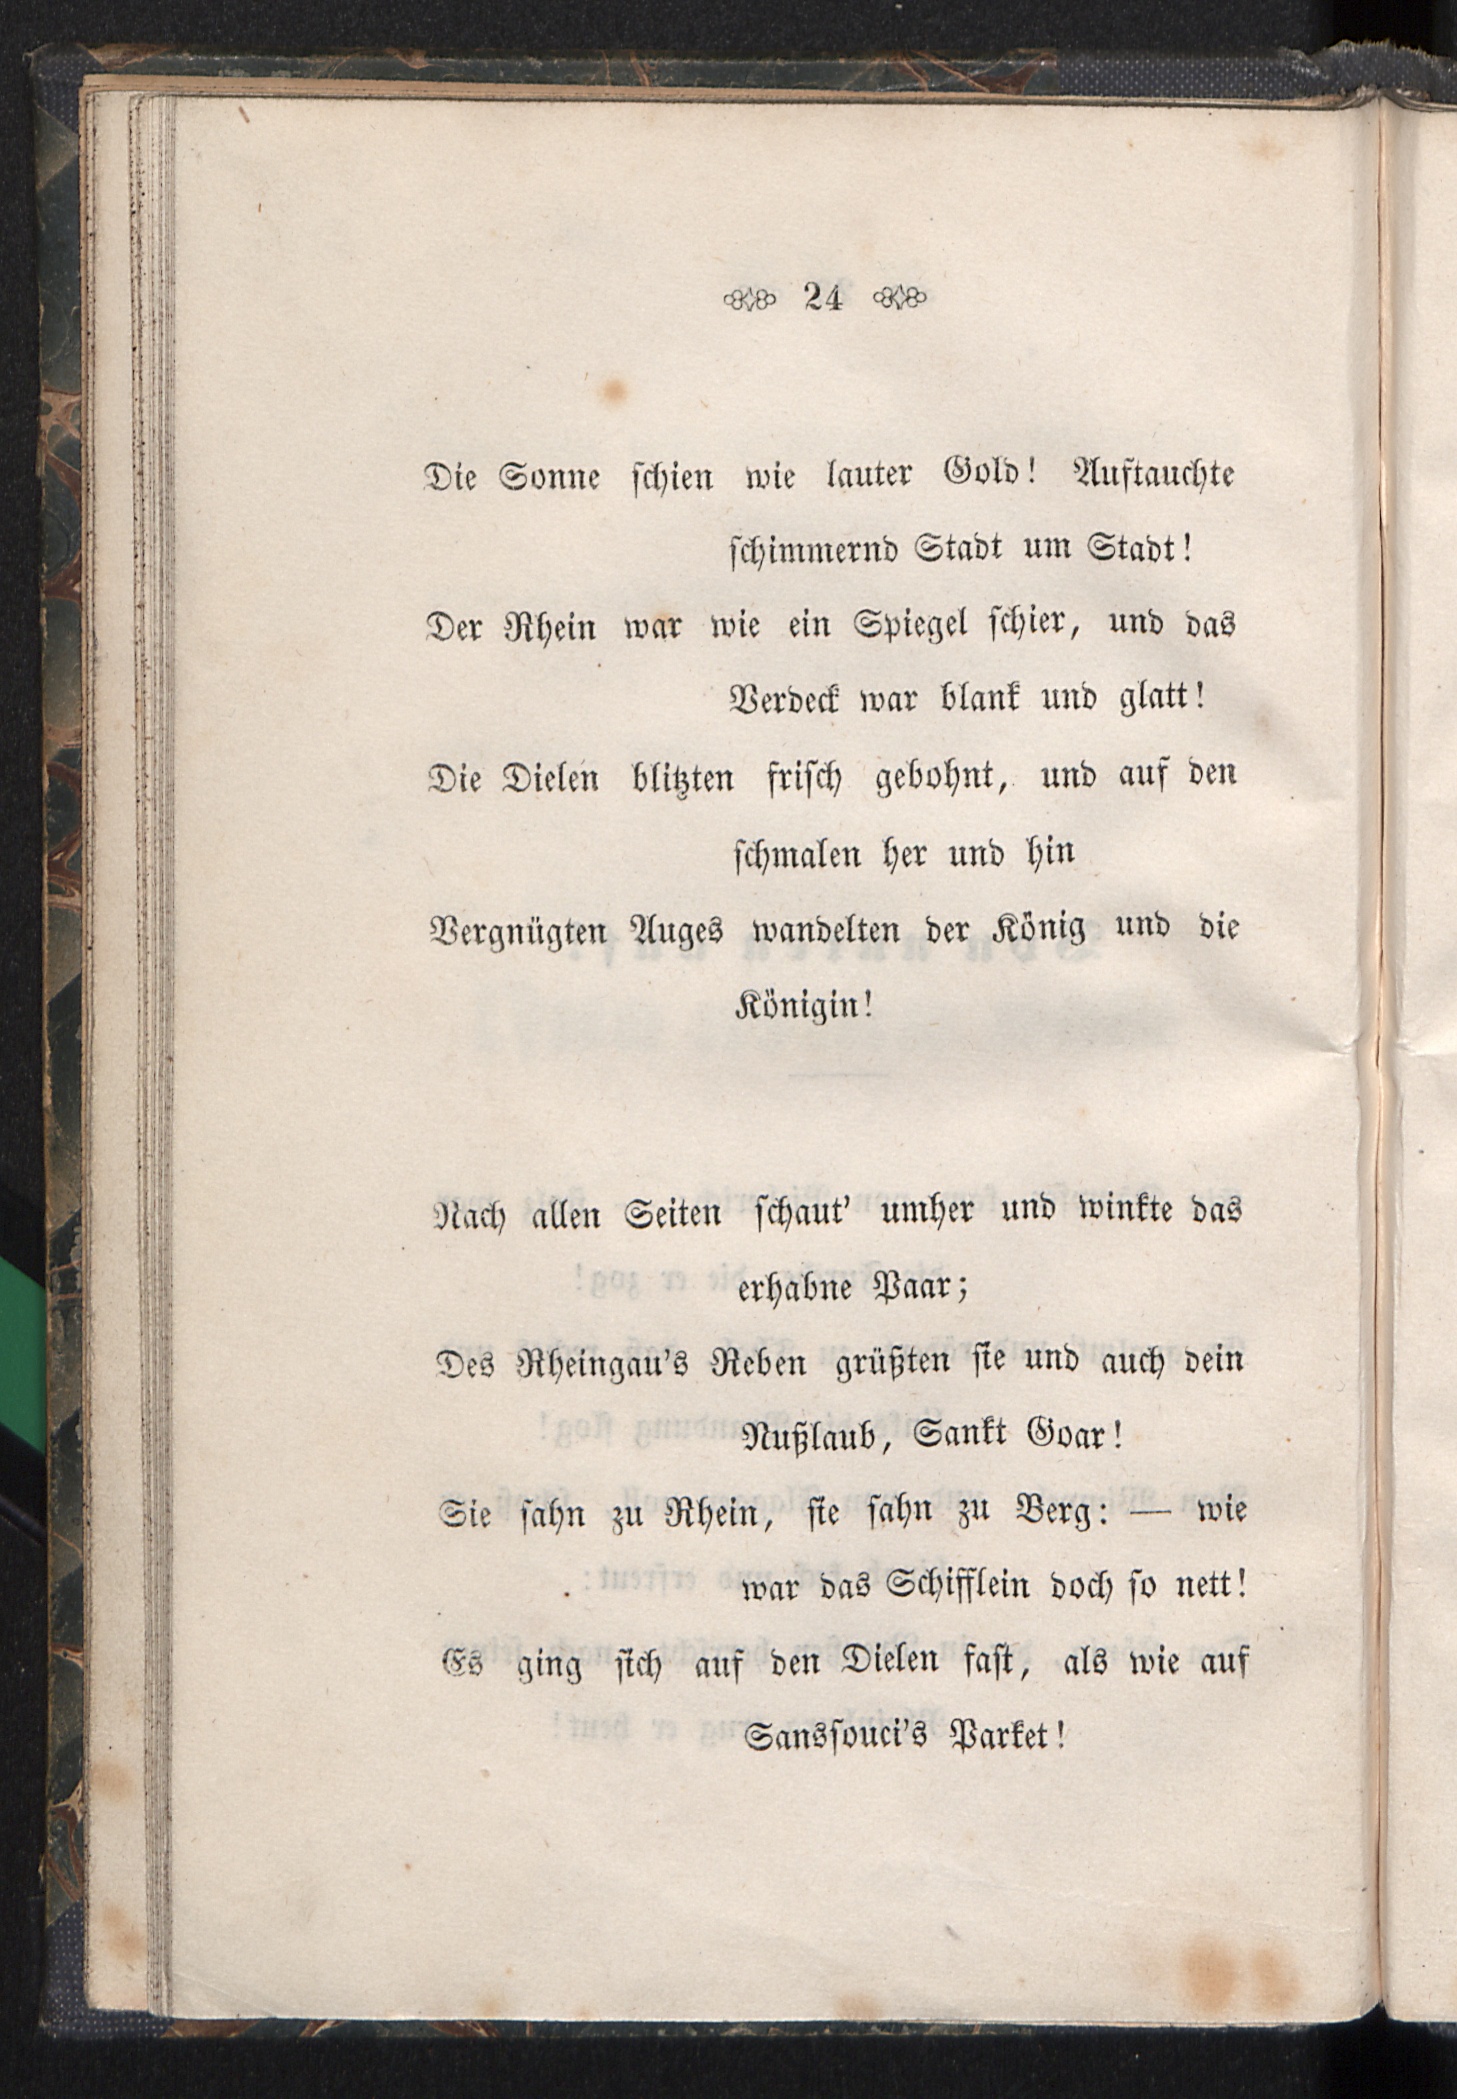 24
Die Sonne schien wie lauter Gold! Auftauchte
schimmernd Stadt um Stadt!
Der Rhein war wie ein Spiegel schier, und das
Verdeck war blank und glatt!
Die Dielen blitzten frisch gebohnt, und auf den
schmalen her und hin
Vergnügten Auges wandelten der König und die
Königin!
Nach allen Seiten schaut' umher und winkte das
erhabne Paar;
Des Rheingau's Reben grüßten sie und auch dein
Nußlaub, Sankt Goar!
Sie sahn zu Rhein, sie sahn zu Berg: — wie
war das Schifflein doch so nett!
Es ging sich auf den Dielen fast, als wie auf
Sanssouci's Parket!